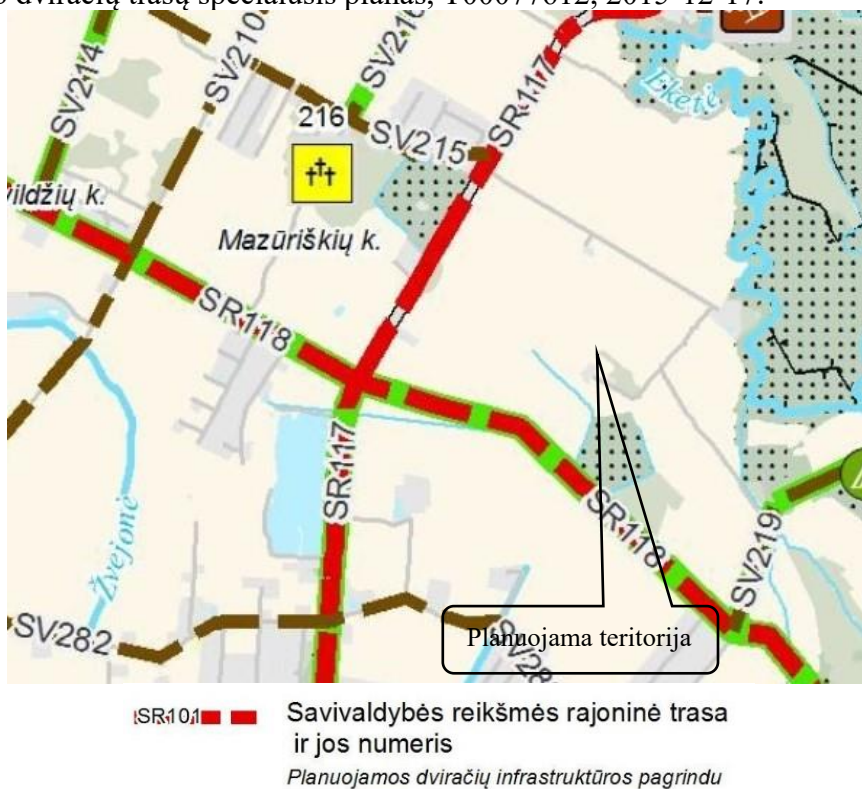 dviračių trasų specialusis planas, T00077612, 2015-12-17.
SV214
SV210
SV216
SR117
Eketė
216
SV215
vildžių k.
Mazūriškių k.
SR118
SR117
SR118
SV219
Žvejonė
SV282
Planuojama teritorija
SV28
SR101
Savivaldybės reikšmės rajoninė trasa
ir jos numeris
Planuojamos dviračių infrastruktūros pagrindu